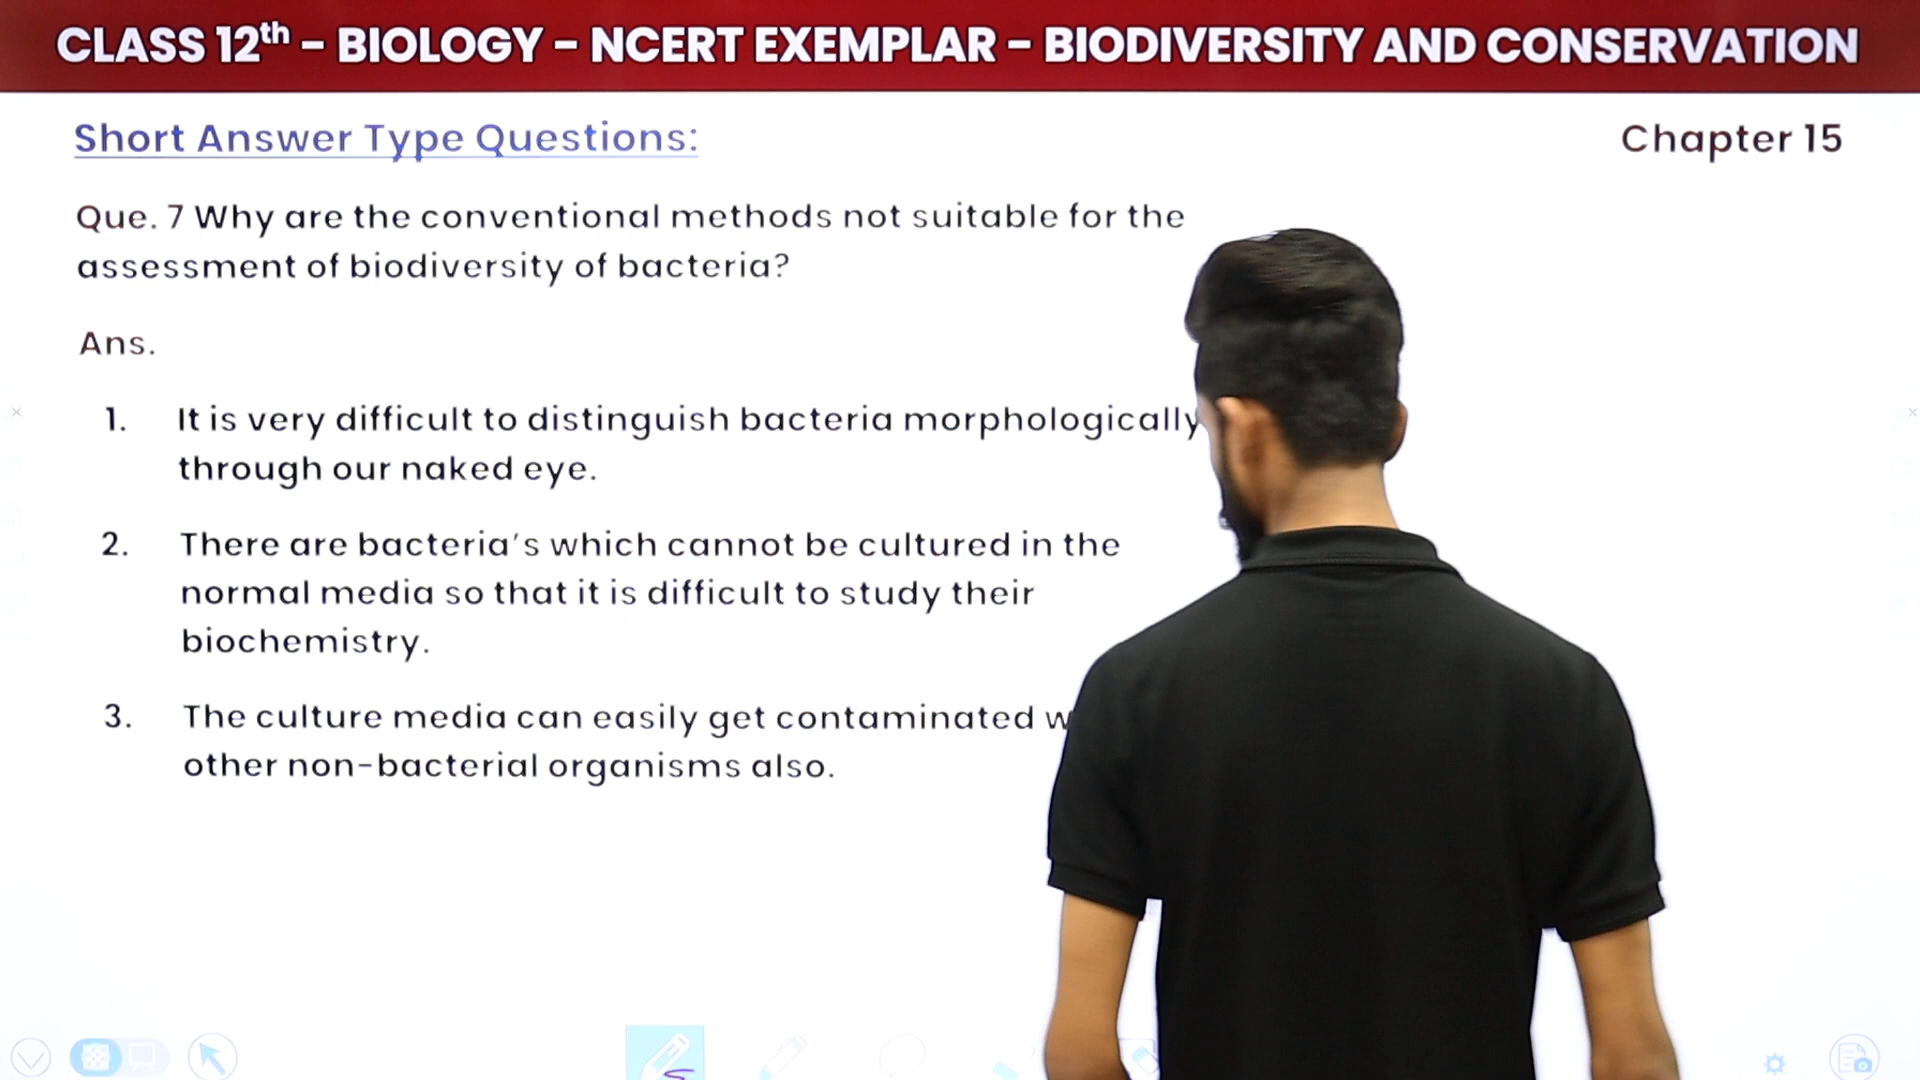 CLASS 12th – BIOLOGY – NCERT EXEMPLAR – BIODIVERSITY AND CONSERVATION
Short Answer Type Questions:
Chapter 15
Que. 7 Why are the conventional methods not suitable for the
assessment of biodiversity of bacteria?
Ans.
1. It is very difficult to distinguish bacteria morphologically
through our naked eye.
2. There are bacteria's which cannot be cultured in the
normal media so that it is difficult to study their
biochemistry.
3. The culture media can easily get contaminated
other non-bacterial organisms also.